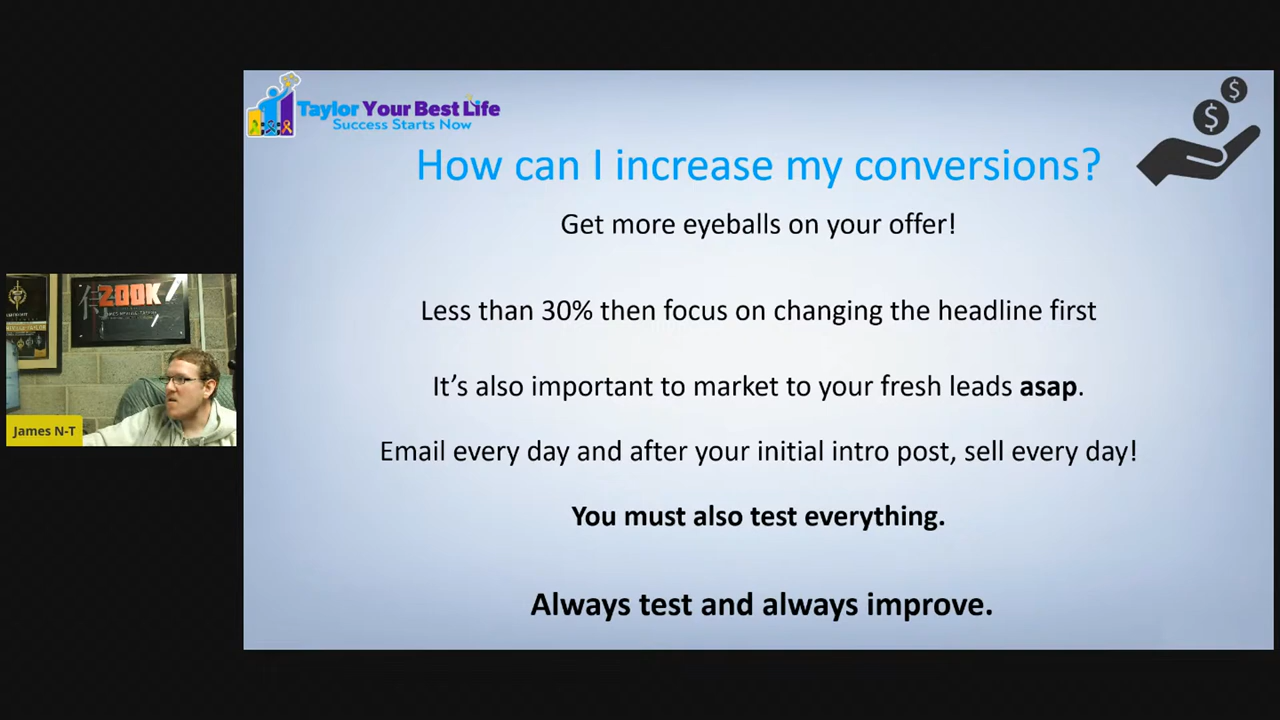 Taylor Your Best Life
Success Starts Now
$
$
How can I increase my conversions?
Get more eyeballs on your offer!
Less than 30% then focus on changing the headline first
It's also important to market to your fresh leads asap.
Email every day and after your initial intro post, sell every day!
You must also test everything.
Always test and always improve.
200K
James N-T